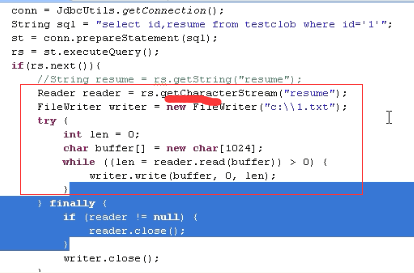 conn = JdbcUtils.getConnection();
String sql = "select id,resume from testclob where id='1'";
st = conn.prepareStatement(sql);
rs = st.executeQuery();
if(rs.next()){
//String resume = rs.getString("resume");
Reader reader = rs.getCharacterStream("resume");
FileWriter writer = new FileWriter("c:\\1.txt");
try {
int len = 0;
char buffer[] = new char[1024];
while ((len = reader.read(buffer)) > 0) {
writer.write(buffer, 0, len);
}
} finally {
if (reader != null) {
reader.close();
}
writer.close();